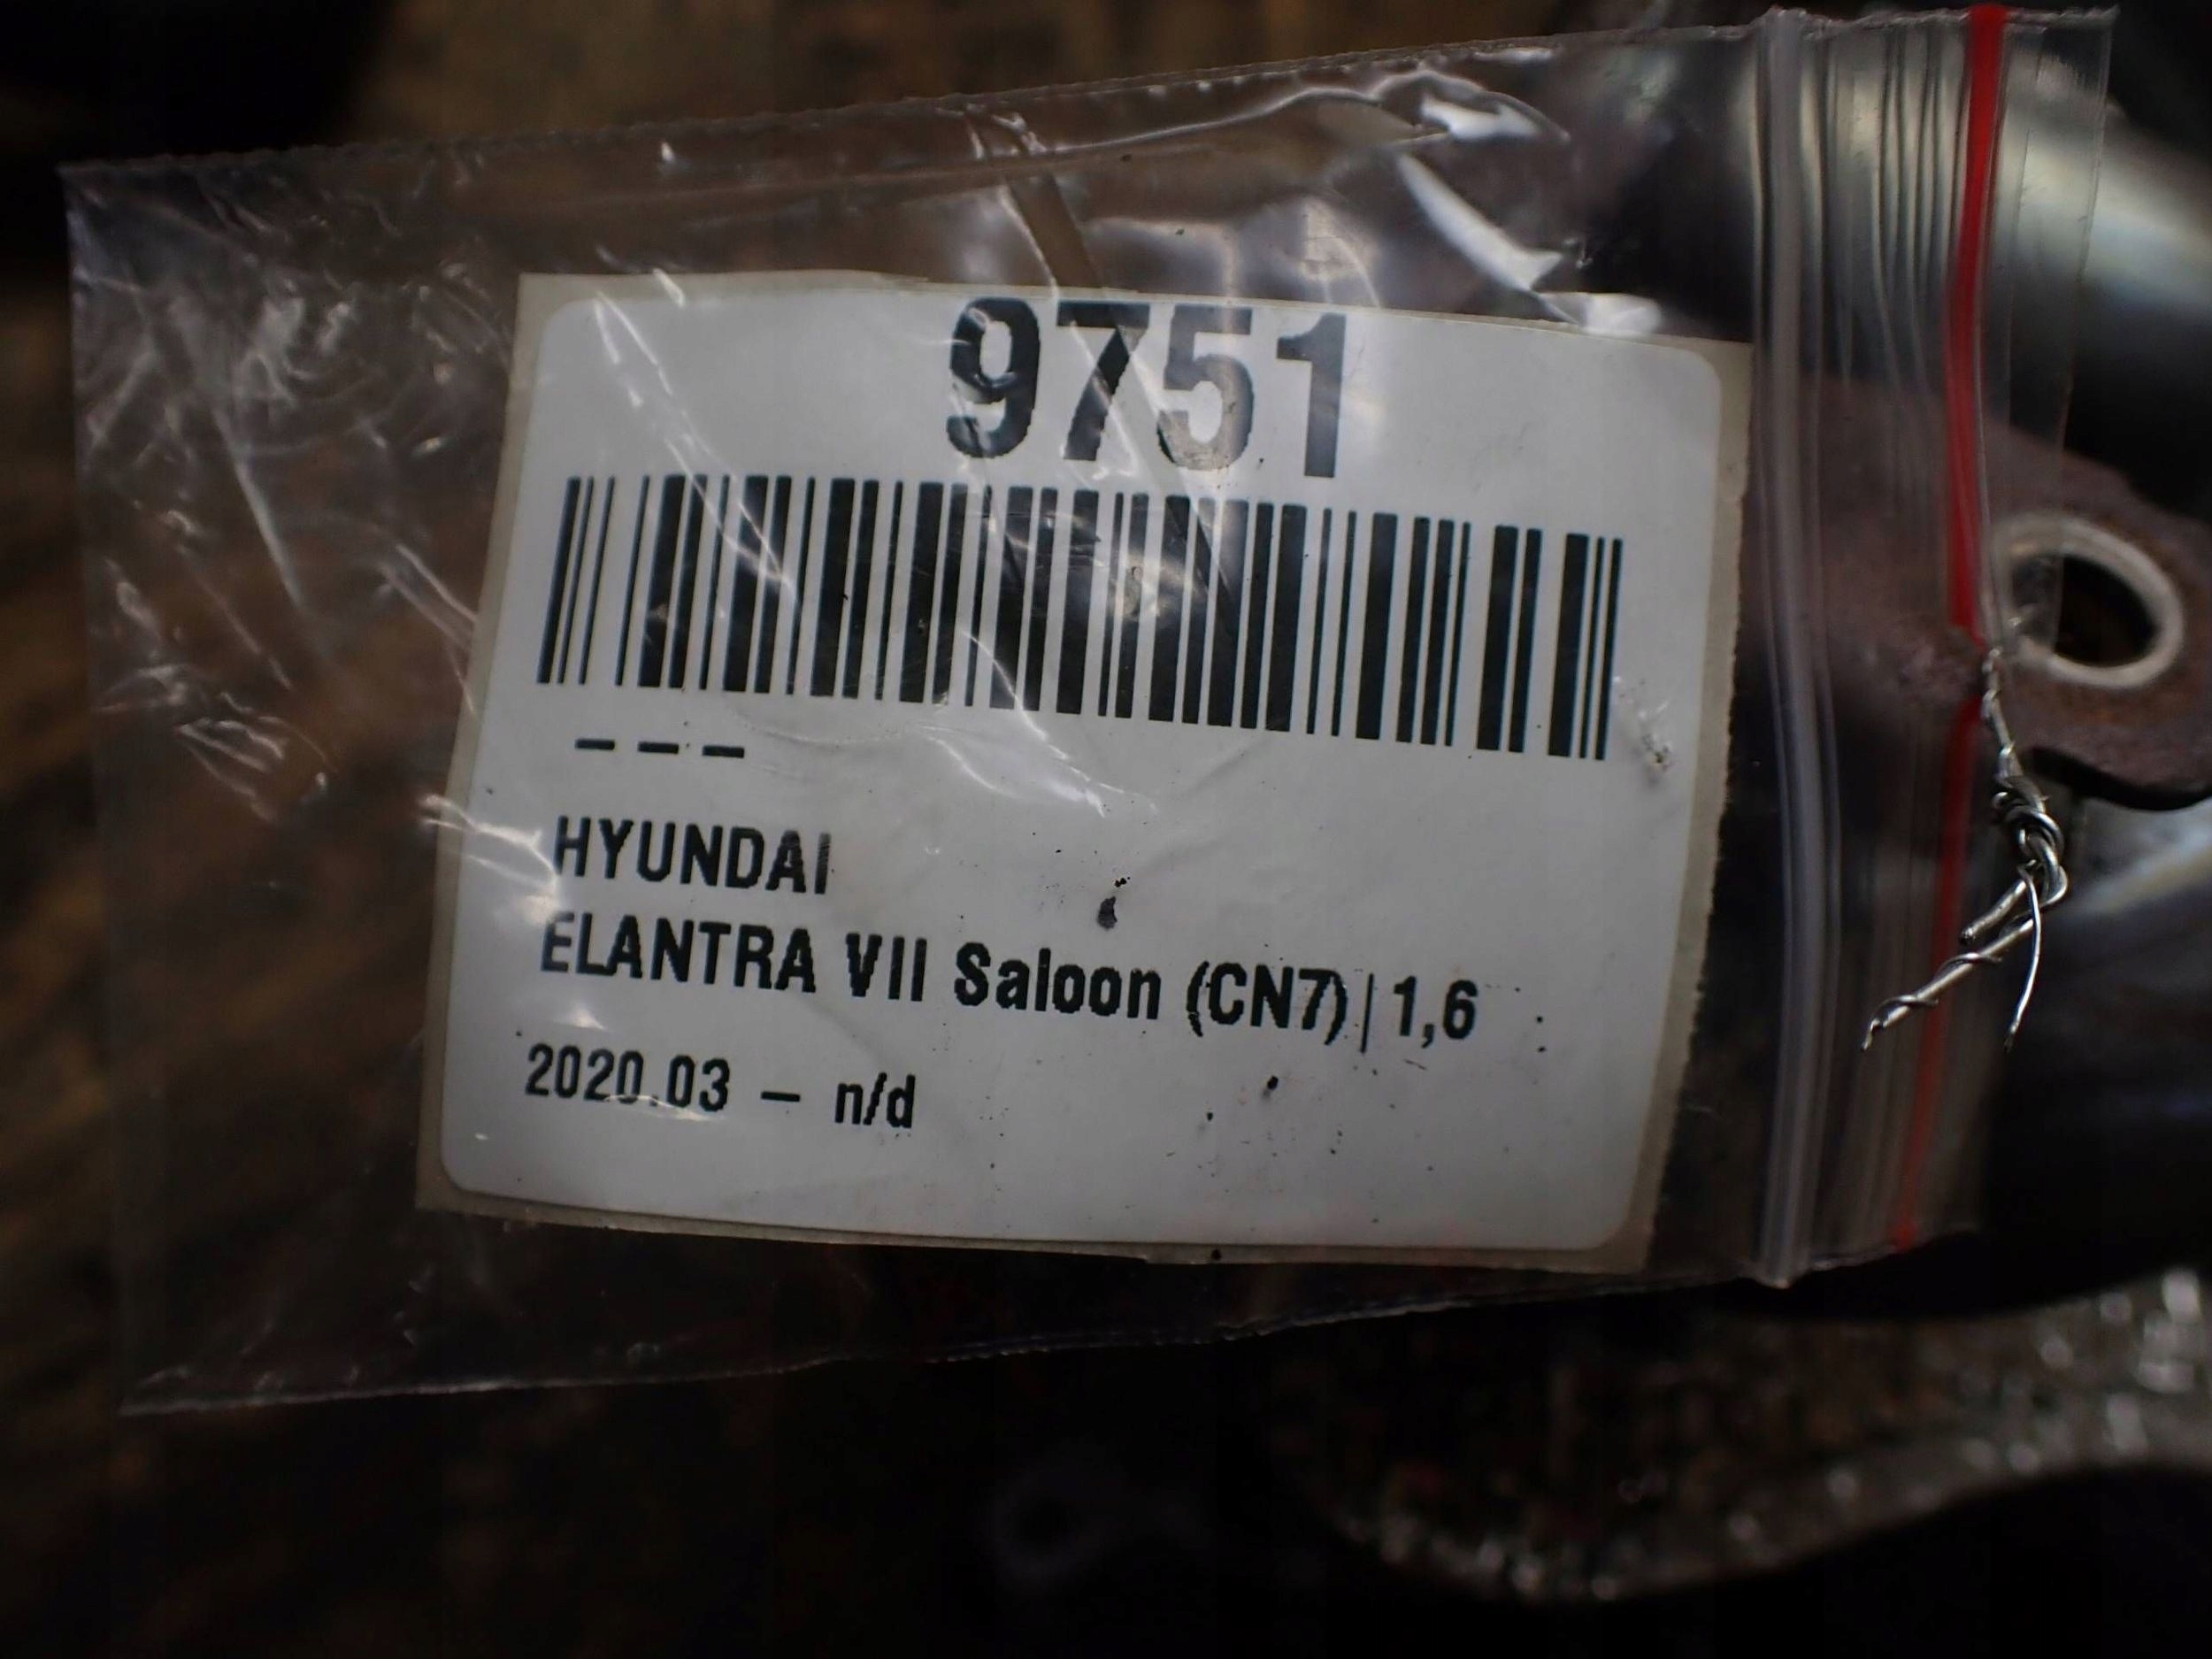 9751
– – –
HYUNDAI
ELANTRA VII Saloon (CN7)| 1,6
2020.03 – n/d